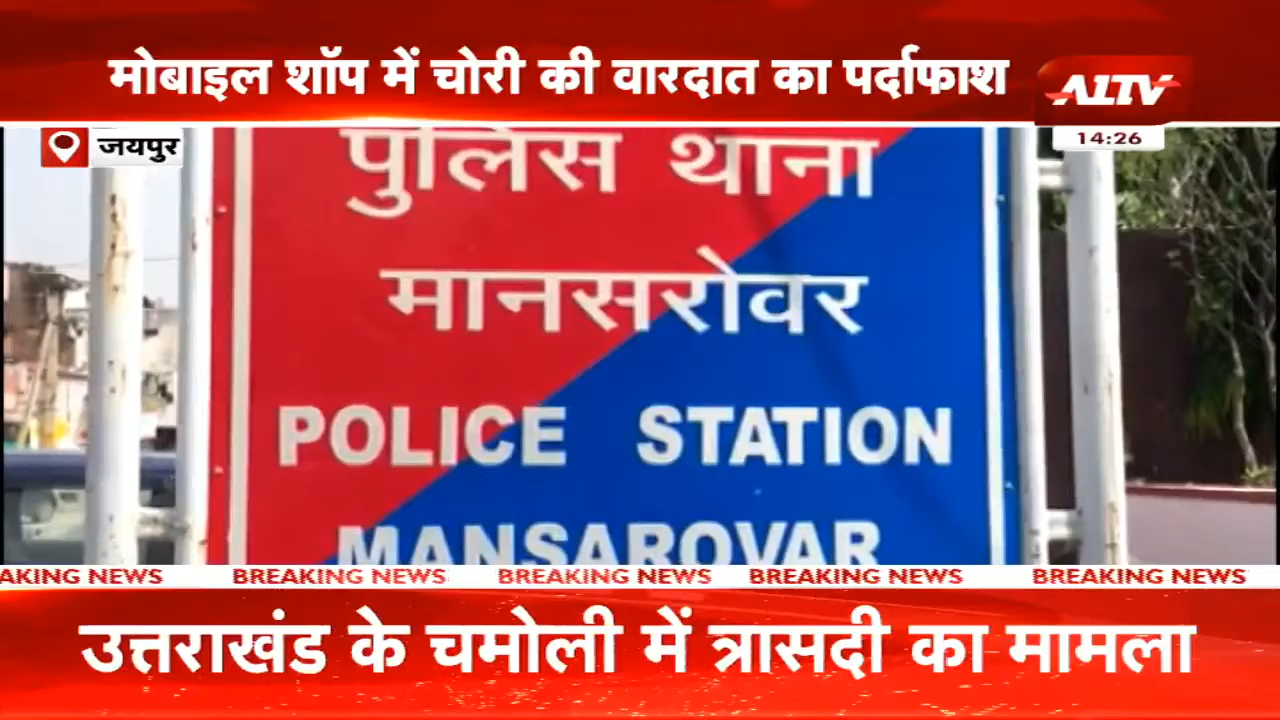 मोबाइल शॉप में चोरी की वारदात का पर्दाफाश
A1TV
14:26
जयपुर
पुलिस थाना
मानसरोवर
POLICE STATION
MANSAROVAR
AKING NEWS BREAKING NEWS BREAKING NEWS BREAKING NEWS BREAKING NEWS
उत्तराखंड के चमोली में त्रासदी का मामला